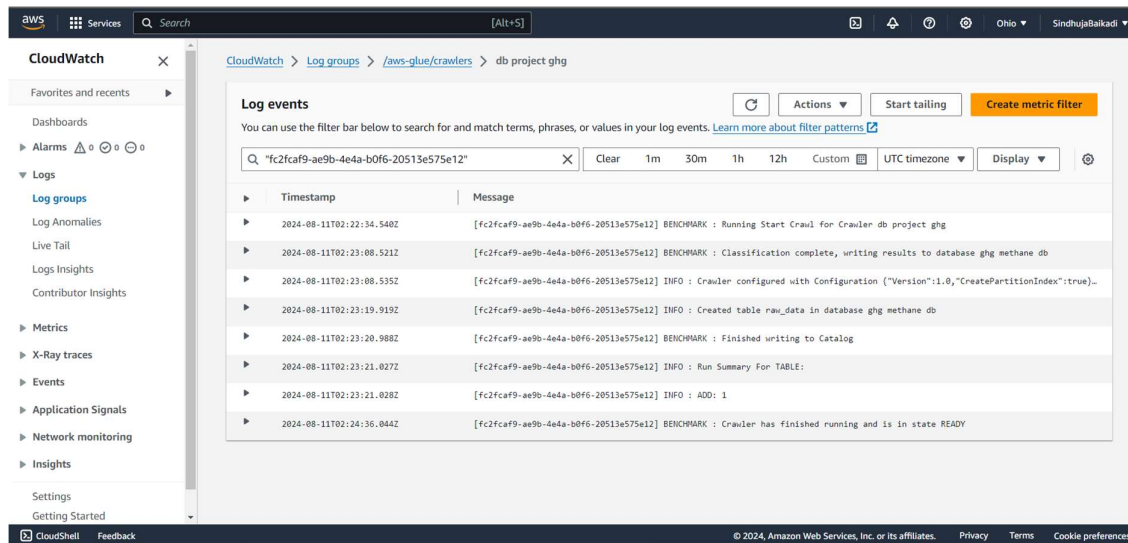 aws Services Search [Alt+S] Ohio ▼ SindhujaBaikadi ▼
CloudWatch
Favorites and recents
Dashboards
Alarms 0 0 0
Logs
Log groups
Log Anomalies
Live Tail
Logs Insights
Contributor Insights
Metrics
X-Ray traces
Events
Application Signals
Network monitoring
Insights
Settings
Getting Started
CloudWatch > Log groups > /aws-glue/crawlers > db project ghg
Log events
Actions ▼ Start tailing Create metric filter
You can use the filter bar below to search for and match terms, phrases, or values in your log events. Learn more about filter patterns
"fc2fcaf9-ae9b-4e4a-b0f6-20513e575e12" Clear 1m 30m 1h 12h Custom UTC timezone ▼ Display ▼
Timestamp Message
2024-08-11T02:22:34.540Z [fc2fcaf9-ae9b-4e4a-b0f6-20513e575e12] BENCHMARK : Running Start Crawl for Crawler db project ghg
2024-08-11T02:23:08.521Z [fc2fcaf9-ae9b-4e4a-b0f6-20513e575e12] BENCHMARK : Classification complete, writing results to database ghg methane db
2024-08-11T02:23:08.535Z [fc2fcaf9-ae9b-4e4a-b0f6-20513e575e12] INFO : Crawler configured with Configuration {"Version":1.0,"CreatePartitionIndex":true}…
2024-08-11T02:23:19.919Z [fc2fcaf9-ae9b-4e4a-b0f6-20513e575e12] INFO : Created table raw_data in database ghg methane db
2024-08-11T02:23:20.988Z [fc2fcaf9-ae9b-4e4a-b0f6-20513e575e12] BENCHMARK : Finished writing to Catalog
2024-08-11T02:23:21.027Z [fc2fcaf9-ae9b-4e4a-b0f6-20513e575e12] INFO : Run Summary For TABLE:
2024-08-11T02:23:21.028Z [fc2fcaf9-ae9b-4e4a-b0f6-20513e575e12] INFO : ADD: 1
2024-08-11T02:24:36.044Z [fc2fcaf9-ae9b-4e4a-b0f6-20513e575e12] BENCHMARK : Crawler has finished running and is in state READY
CloudShell Feedback © 2024, Amazon Web Services, Inc. or its affiliates. Privacy Terms Cookie preferences